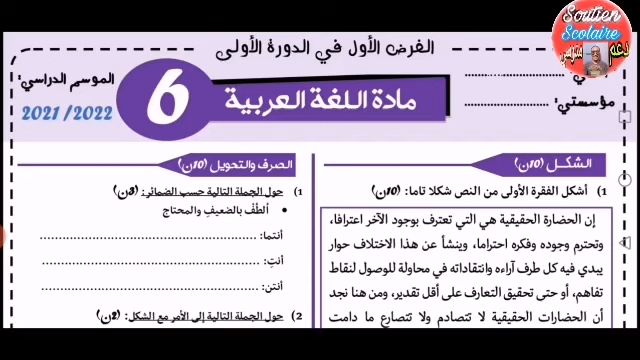 Soutien
Scolaire
دعم
الفرض الأول في الدورة الأولى
الموسم الدراسي:
2021 /2022
6
مادة اللغة العربية
مؤسستي:
الشكل (10ن)
1) أشكل الفقرة الأولى من النص شكلا تاما: (10ن)
إن الحضارة الحقيقية هي التي تعترف بوجود الآخر اعترافا،
وتحترم وجوده وفكره احتراما، وينشأ عن هذا الاختلاف حوار
يبدي فيه كل طرف آراءه وانتقاداته في محاولة للوصول لنقاط
تفاهم، أو حتى تحقيق التعارف على أقل تقدير، ومن هنا نجد
أن الحضارات الحقيقية لا تتصادم ولا تتصارع ما دامت
الصرف والتحويل (10ن)
1) حول الجملة التالية حسب الضمائر: (3ن)
• اُلطُفْ بالضعيفِ والمحتاج
أنتما:
أنتِ:
أنتن:
2) حول الجملة التالية إلى الأمر مع الشكل: (2ن)